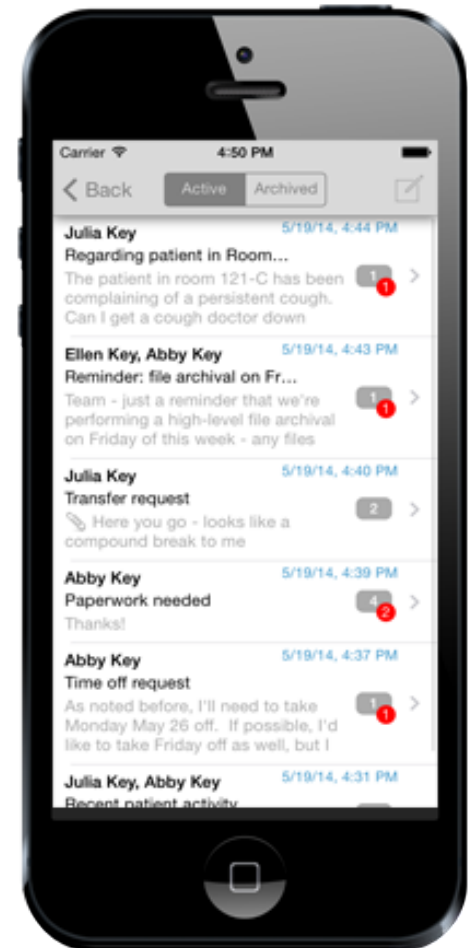 Carrier 4:50 PM
Back Active Archived
Julia Key 5/19/14, 4:44 PM
Regarding patient in Room...
The patient in room 121-C has been 1
complaining of a persistent cough. 1
Can I get a cough doctor down
Ellen Key, Abby Key 5/19/14, 4:43 PM
Reminder: file archival on Fr...
Team - just a reminder that we're 1
performing a high-level file archival 1
on Friday of this week - any files
Julia Key 5/19/14, 4:40 PM
Transfer request
Here you go - looks like a 2
compound break to me
Abby Key 5/19/14, 4:39 PM
Paperwork needed 4
Thanks! 2
Abby Key 5/19/14, 4:37 PM
Time off request
As noted before, I'll need to take 1
Monday May 26 off. If possible, I'd 1
like to take Friday off as well, but I
Julia Key, Abby Key 5/19/14, 4:31 PM
Recent patient activity